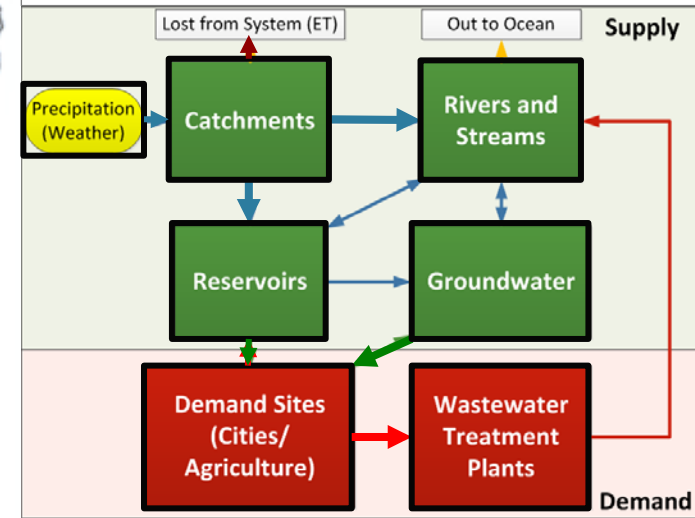 Lost from System (ET)
Out to Ocean
Supply
Precipitation
(Weather)
Catchments
Rivers and
Streams
Reservoirs
Groundwater
Demand Sites
(Cities/
Agriculture)
Wastewater
Treatment
Plants
Demand